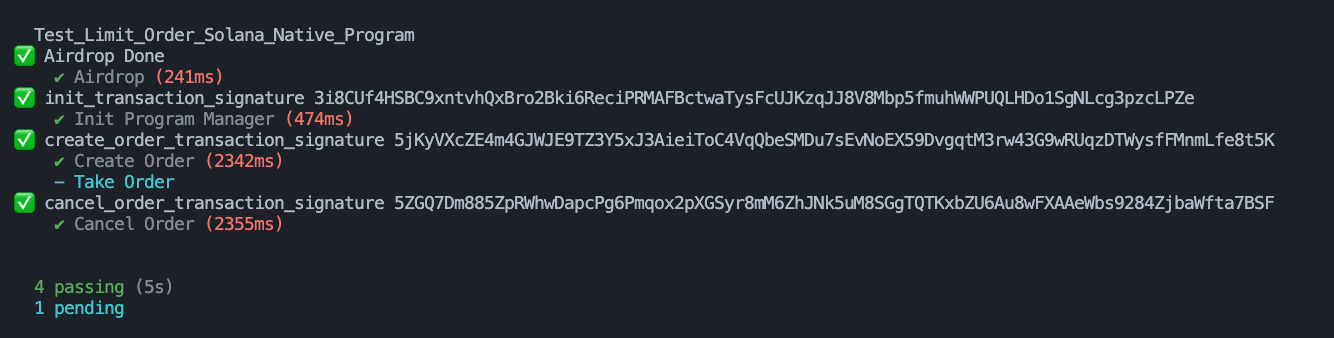 Test_Limit_Order_Solana_Native_Program
✅ Airdrop Done
✔ Airdrop (241ms)
✅ init_transaction_signature 3i8CUf4HSBC9xntvhQxBro2Bki6ReciPRMAFBctwaTysFcUJKzqJJ8V8Mbp5fmuhWWPUQLHDo1SgNLcg3pzcLPZe
✔ Init Program Manager (474ms)
✅ create_order_transaction_signature 5jKyVXcZE4m4GJWJE9TZ3Y5xJ3AieiToC4VqQbeSMDu7sEvNoEX59DvgqtM3rw43G9wRUqzDTWysfFMnmLfe8t5K
✔ Create Order (2342ms)
– Take Order
✅ cancel_order_transaction_signature 5ZGQ7Dm885ZpRWhwDapcPg6Pmqox2pXGSyr8mM6ZhJNk5uM8SGgTQTKxbZU6Au8wFXAAeWbs9284ZjbaWfta7BSF
✔ Cancel Order (2355ms)
4 passing (5s)
1 pending